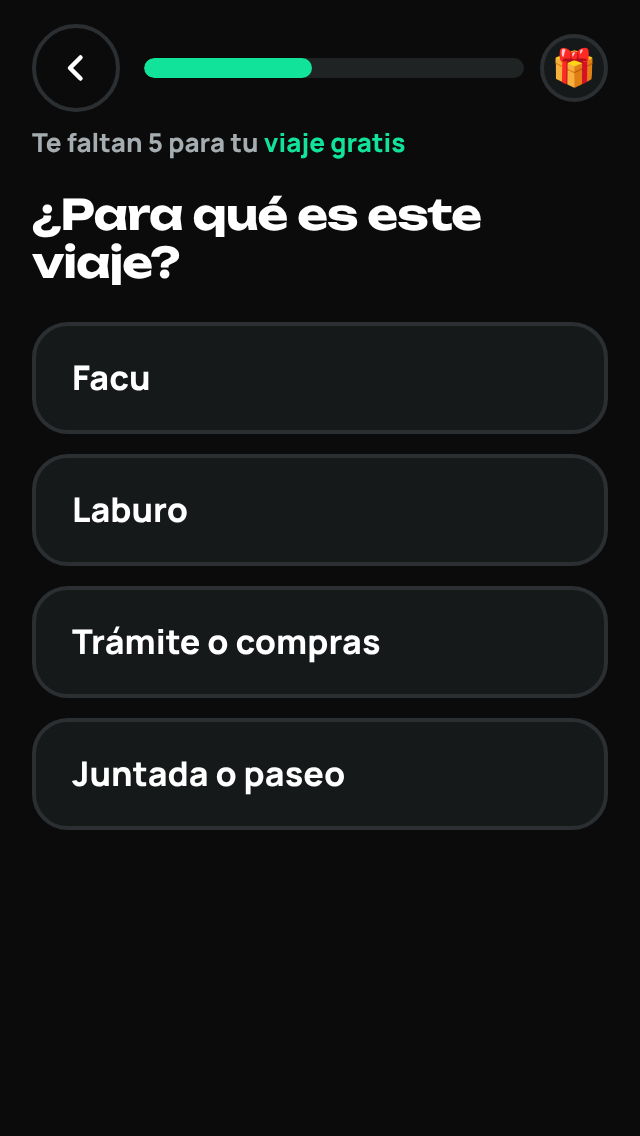 Te faltan 5 para tu viaje gratis
¿Para qué es este
viaje?
Facu
Laburo
Trámite o compras
Juntada o paseo